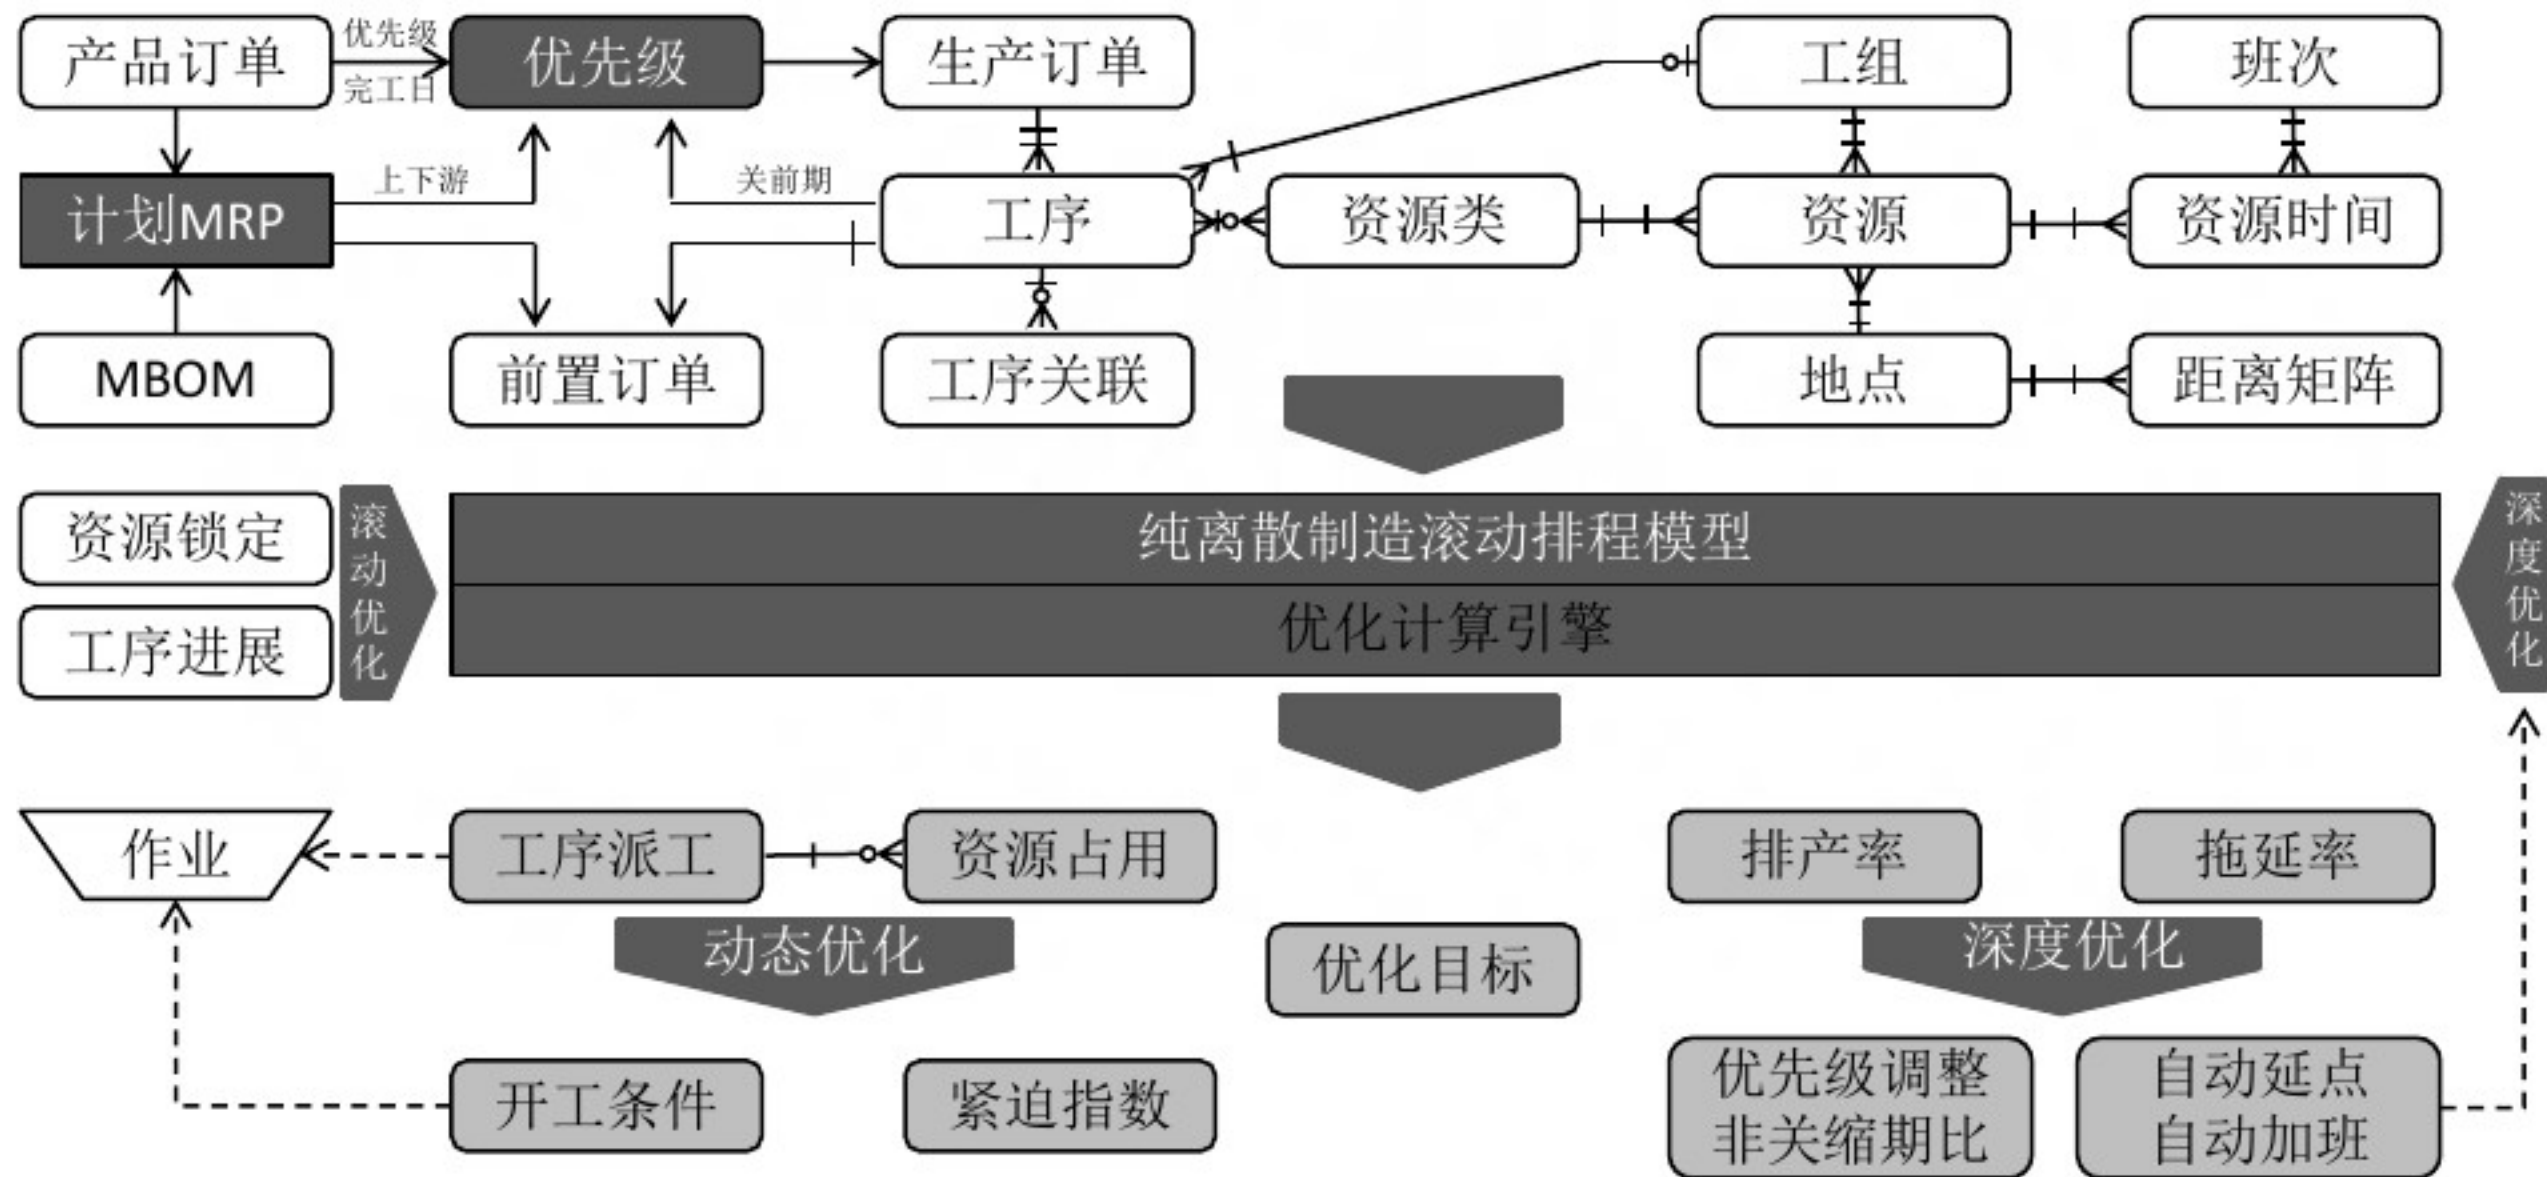 产品订单
优先级
完工日
优先级
生产订单
工组
班次
计划MRP
上下游
关前期
工序
资源类
资源
资源时间
MBOM
前置订单
工序关联
地点
距离矩阵
资源锁定
工序进展
滚动优化
纯离散制造滚动排程模型
优化计算引擎
深度优化
作业
工序派工
资源占用
排产率
拖延率
动态优化
优化目标
深度优化
开工条件
紧迫指数
优先级调整
非关缩期比
自动延点
自动加班